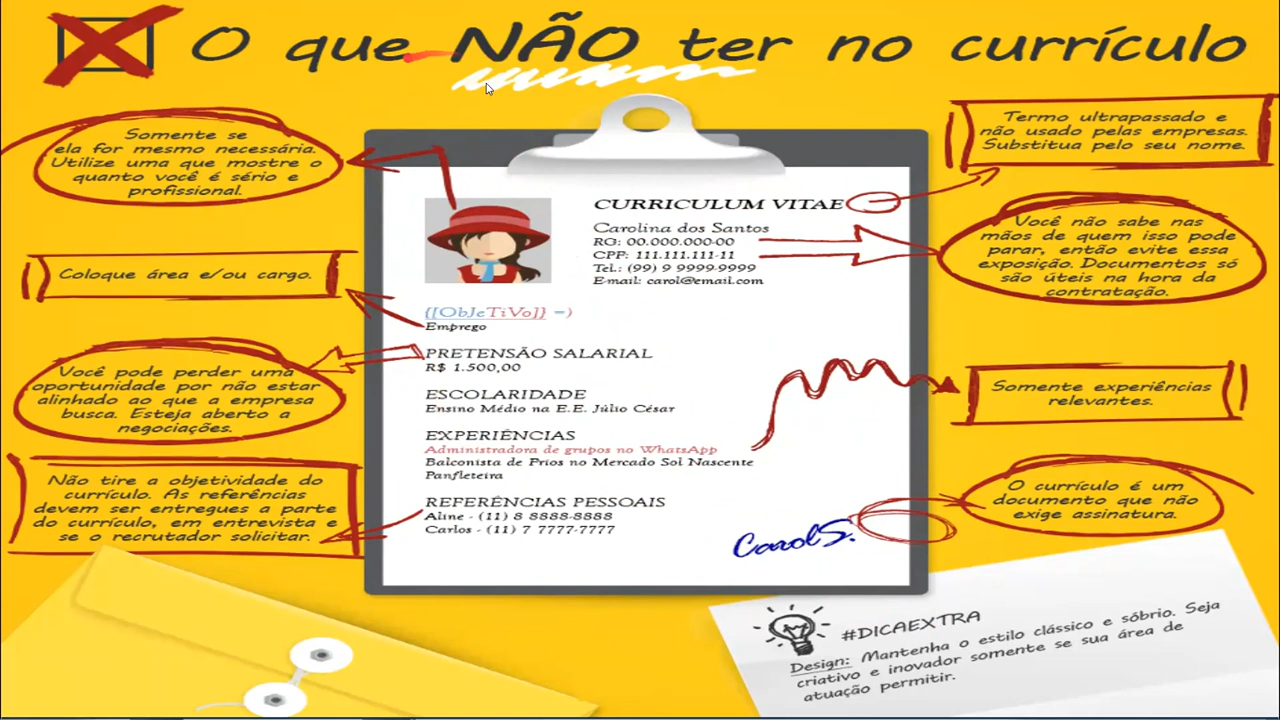 O que NÃO ter no currículo
Somente se
ela for mesmo necessária.
Utilize uma que mostre o
quanto você é sério e
profissional.
Coloque área e/ou cargo.
Você pode perder uma
oportunidade por não estar
alinhado ao que a empresa
busca. Esteja aberto a
negociações.
Não tire a objetividade do
currículo. As referências
devem ser entregues a parte
do currículo, em entrevista e
se o recrutador solicitar.
CURRICULUM VITAE
Carolina dos Santos
RG: 00.000.000-00
CPF: 111.111.111-11
Tel.: (99) 9 9999-9999
E-mail: carol@email.com
{[ObJeTiVo]} =)
Emprego
PRETENSÃO SALARIAL
R$ 1.500,00
ESCOLARIDADE
Ensino Médio na E.E. Júlio César
EXPERIÊNCIAS
Administradora de grupos no WhatsApp
Balconista de Frios no Mercado Sol Nascente
Panfleteira
REFERÊNCIAS PESSOAIS
Aline - (11) 8 8888-8888
Carlos - (11) 7 7777-7777
Carol S.
Termo ultrapassado e
não usado pelas empresas.
Substitua pelo seu nome.
Você não sabe nas
mãos de quem isso pode
parar, então evite essa
exposição. Documentos só
são úteis na hora da
contratação.
Somente experiências
relevantes.
O currículo é um
documento que não
exige assinatura.
#DICAEXTRA
Design: Mantenha o estilo clássico e sóbrio. Seja
criativo e inovador somente se sua área de
atuação permitir.